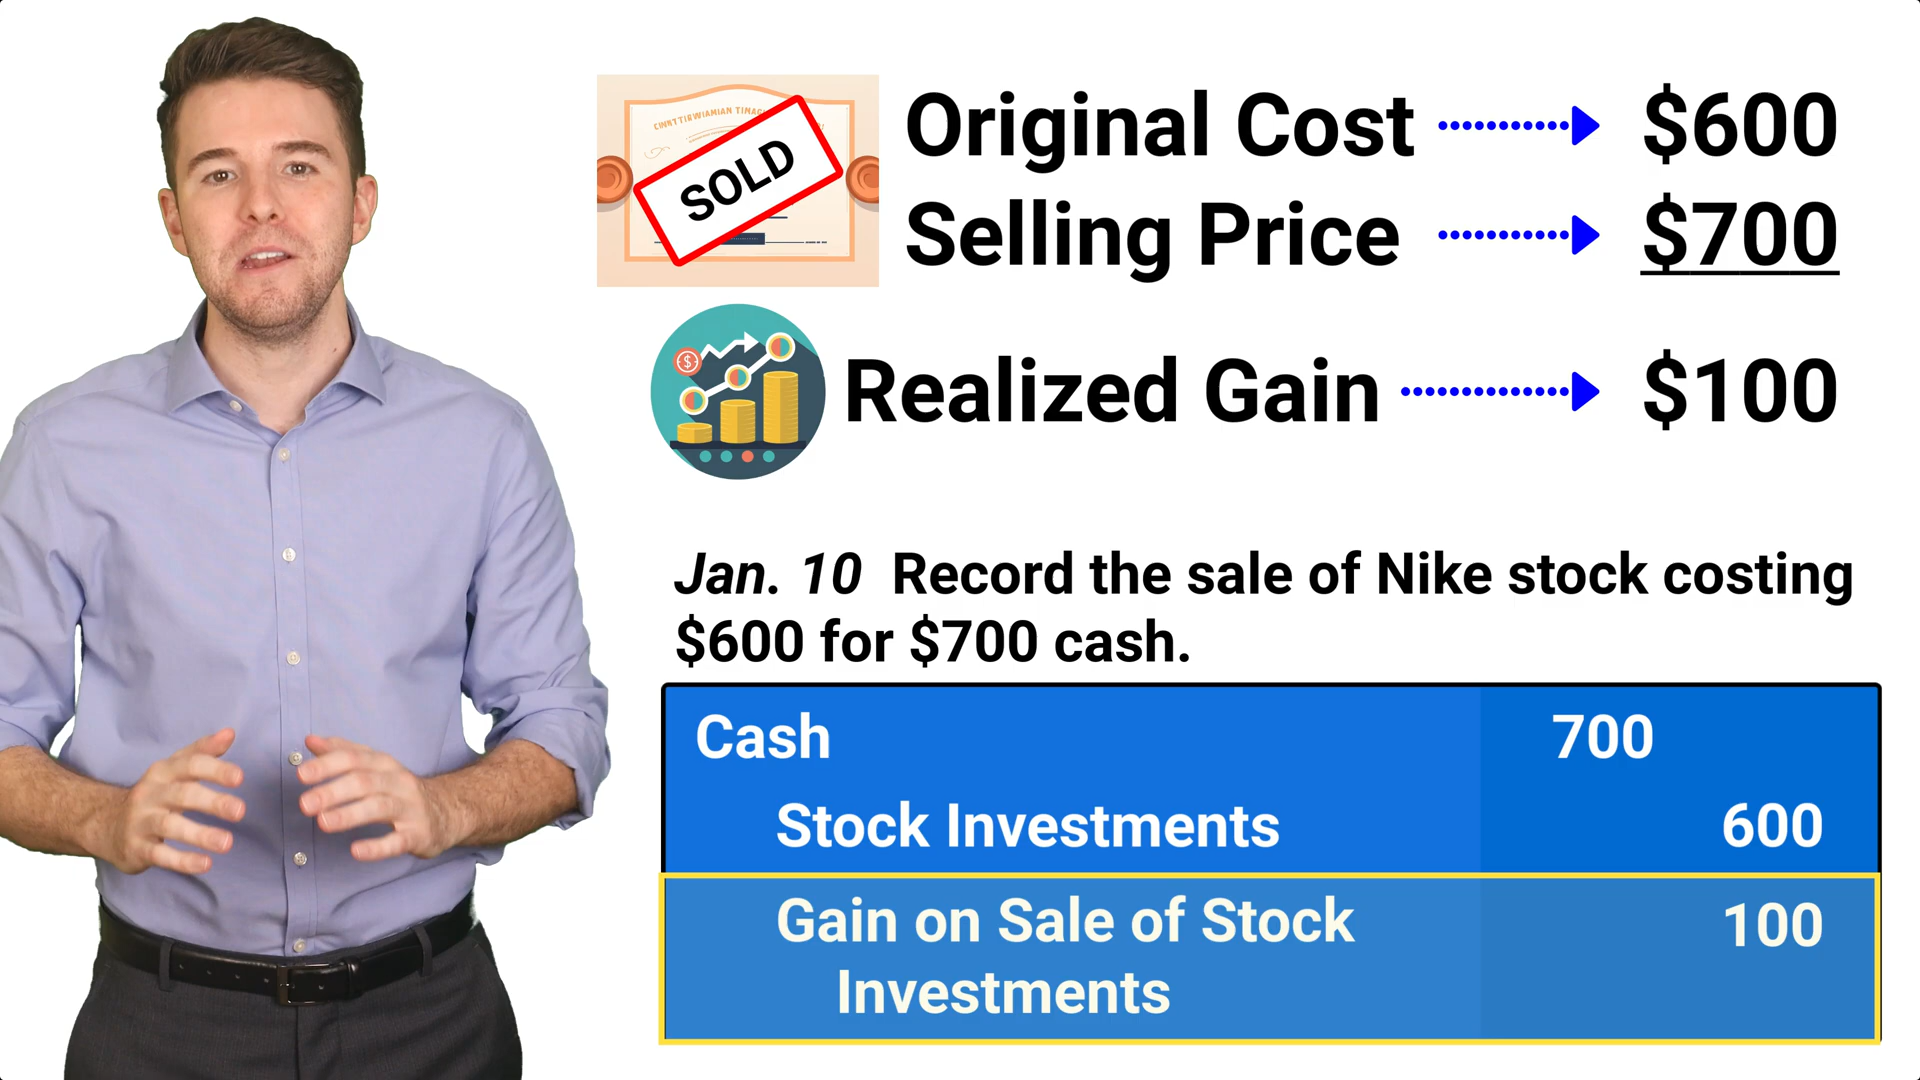 SOLD
Original Cost $600
Selling Price $700
Realized Gain $100
Jan. 10 Record the sale of Nike stock costing
$600 for $700 cash.
Cash 700
Stock Investments 600
Gain on Sale of Stock 100
Investments